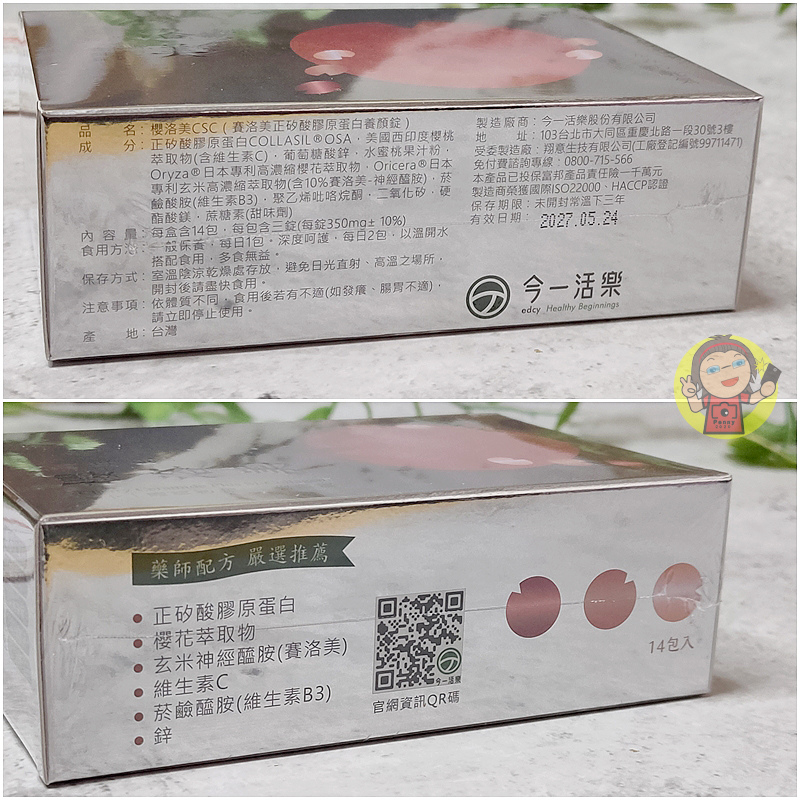 品　　名：櫻洛美CSC（賽洛美正矽酸膠原蛋白養顏錠）
成　　分：正矽酸膠原蛋白COLLASIL®OSA，美國西印度櫻桃
萃取物(含維生素C)，葡萄糖酸鋅，水蜜桃果汁粉，
Oryza®日本專利高濃縮櫻花萃取物，Oricera®日本
專利玄米高濃縮萃取物(含10%賽洛美-神經醯胺)，菸
鹼醯胺(維生素B3)，聚乙烯吡咯烷酮，二氧化矽，硬
脂酸鎂，蔗糖素(甜味劑)
內 容 量：每盒含14包，每包含三錠(每錠350mg± 10%)
食用方法：一般保養，每日1包。深度呵護，每日2包，以溫開水
搭配食用，多食無益。
保存方式：室溫陰涼乾燥處存放，避免日光直射、高溫之場所，
開封後請盡快食用。
注意事項：依體質不同，食用後若有不適(如發癢、腸胃不適)，
請立即停止使用。
產　　地：台灣
製造廠商：今一活樂股份有限公司
地　　址：103台北市大同區重慶北路一段30號3樓
受委製造廠：翔意生技有限公司(工廠登記編號99711471)
免付費諮詢專線：0800-715-566
本產品已投保富邦產品責任險一千萬元
製造商榮獲國際ISO22000、HACCP認證
保存期限：未開封常溫下三年
有效日期：2027.05.24
今一活樂
edcy Healthy Beginnings
Penny
藥師配方 嚴選推薦
正矽酸膠原蛋白
櫻花萃取物
玄米神經醯胺(賽洛美)
維生素C
菸鹼醯胺(維生素B3)
鋅
今一活樂
官網資訊QR碼
14包入